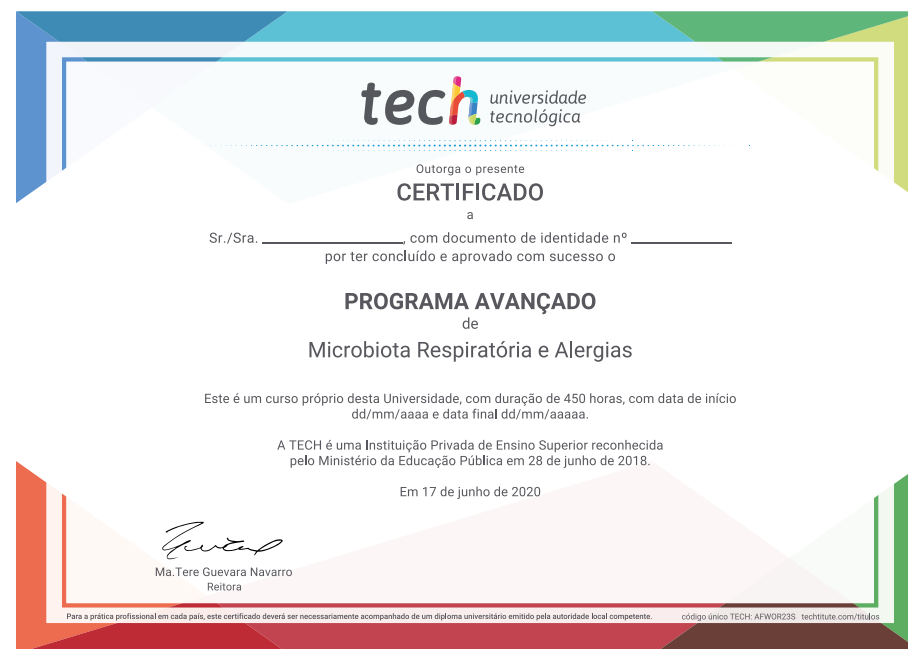 tech universidade
tecnológica
Outorga o presente
CERTIFICADO
a
Sr./Sra. ______________, com documento de identidade nº __________
por ter concluído e aprovado com sucesso o
PROGRAMA AVANÇADO
de
Microbiota Respiratória e Alergias
Este é um curso próprio desta Universidade, com duração de 450 horas, com data de início
dd/mm/aaaa e data final dd/mm/aaaaa.
A TECH é uma Instituição Privada de Ensino Superior reconhecida
pelo Ministério da Educação Pública em 28 de junho de 2018.
Em 17 de junho de 2020
Ma.Tere Guevara Navarro
Reitora
Para a prática profissional em cada país, este certificado deverá ser necessariamente acompanhado de um diploma universitário emitido pela autoridade local competente. código único TECH: AFWOR23S techtitute.com/titulos